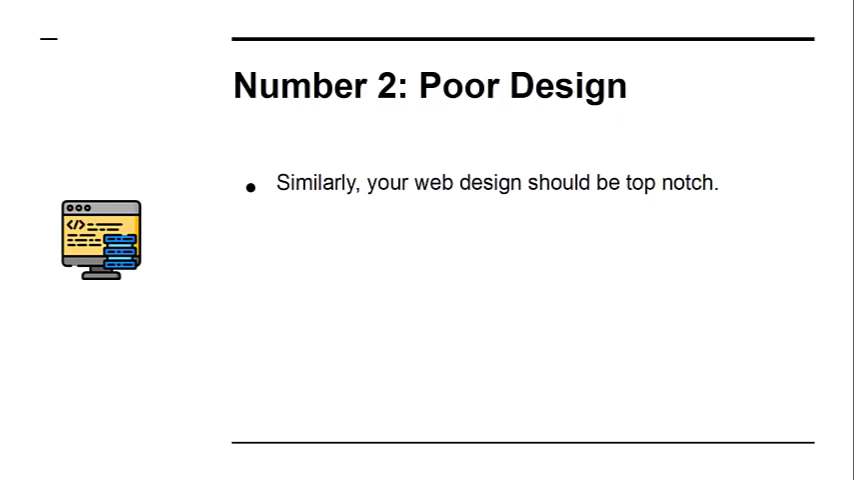 Number 2: Poor Design
● Similarly, your web design should be top notch.